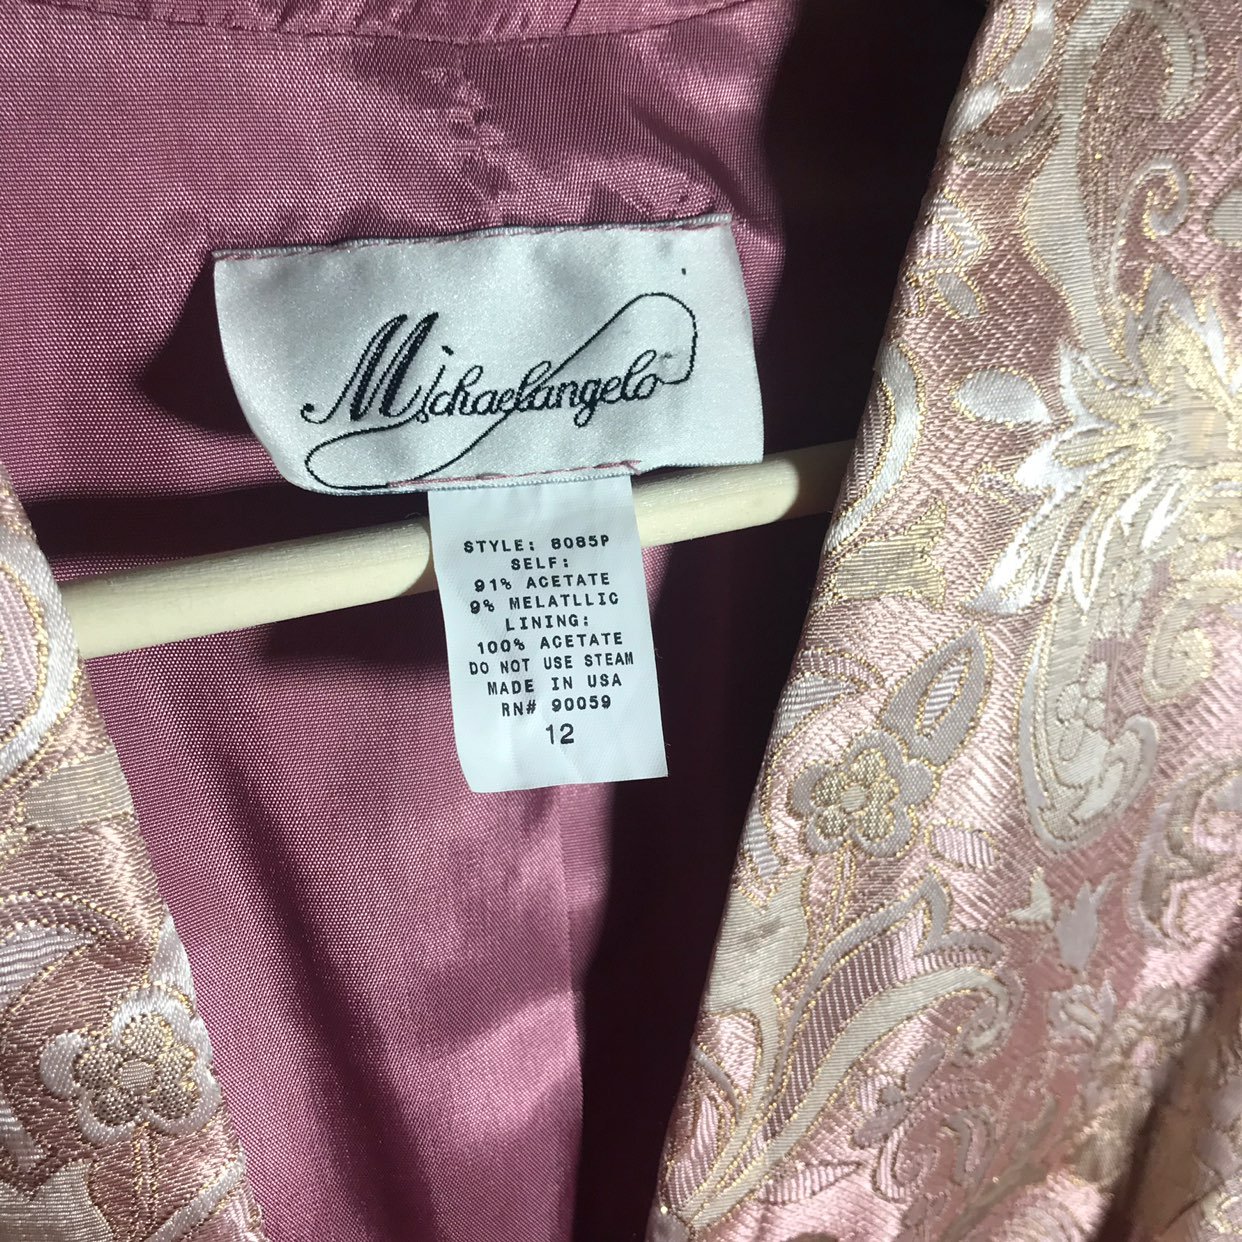 Michaelangelo
STYLE: 8085P
SELF:
91% ACETATE
9% MELATLLIC
LINING:
100% ACETATE
DO NOT USE STEAM
MADE IN USA
RN# 90059
12